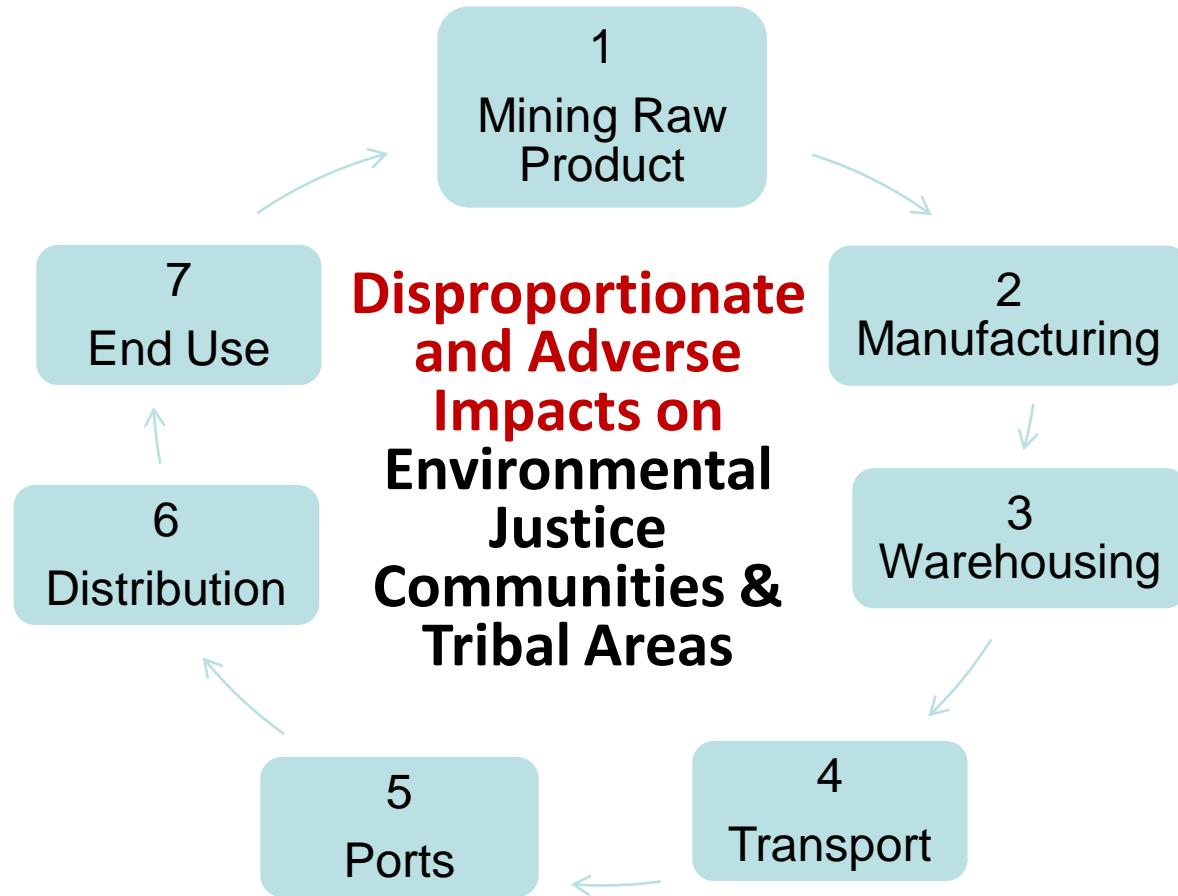 1
Mining Raw
Product
2
Manufacturing
3
Warehousing
4
Transport
5
Ports
6
Distribution
7
End Use
Disproportionate
and Adverse
Impacts on
Environmental
Justice
Communities &
Tribal Areas